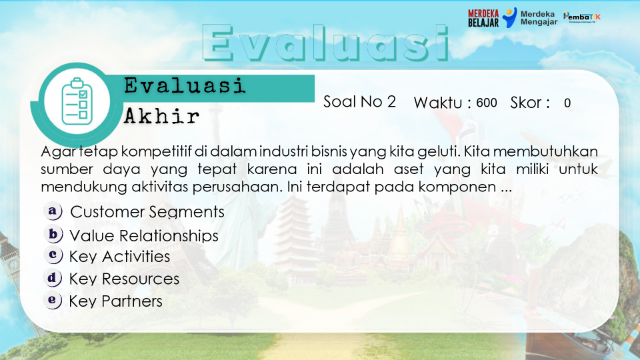 MERDEKA
BELAJAR
Merdeka
Mengajar
PembaTIK
Evaluasi
Evaluasi
Akhir
Soal No 2 Waktu : 600 Skor : 0
Agar tetap kompetitif di dalam industri bisnis yang kita geluti. Kita membutuhkan
sumber daya yang tepat karena ini adalah aset yang kita miliki untuk
mendukung aktivitas perusahaan. Ini terdapat pada komponen ...
a Customer Segments
b Value Relationships
c Key Activities
d Key Resources
e Key Partners